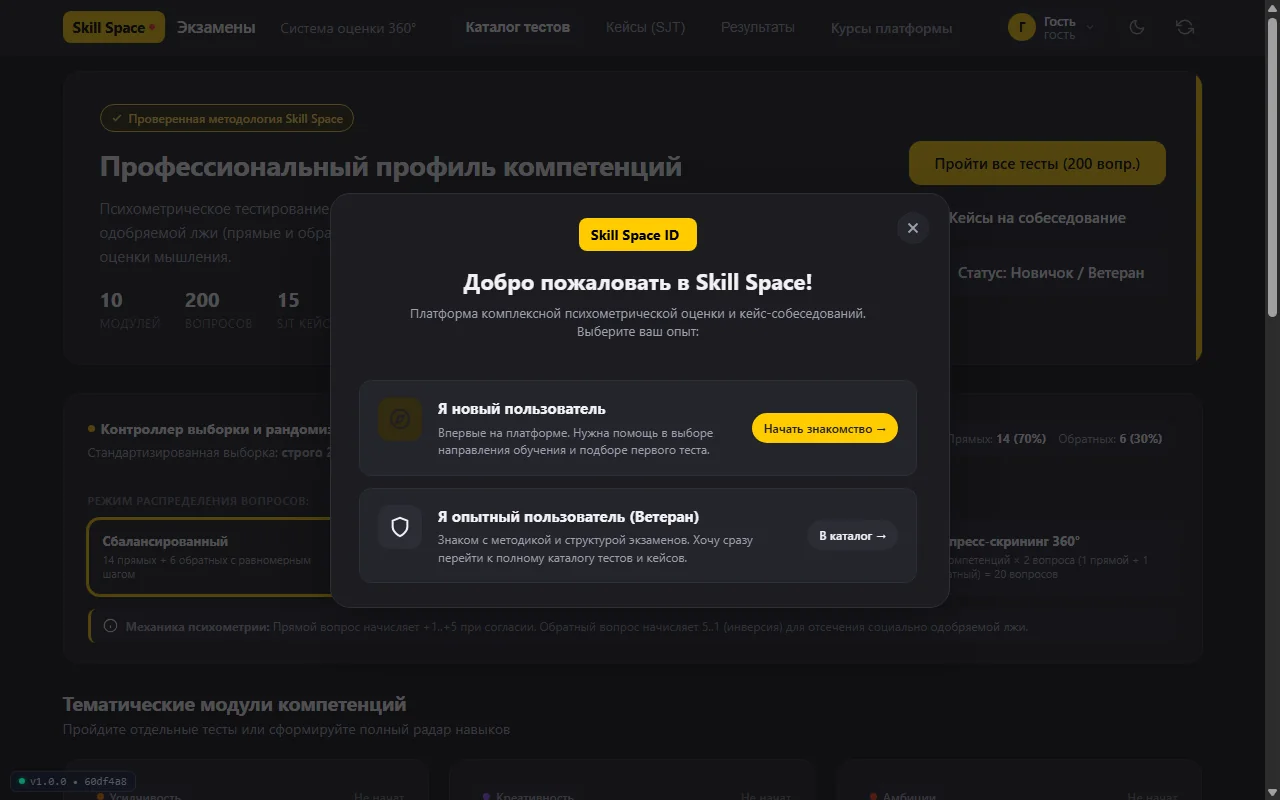 Skill Space
Экзамены
Система оценки 360°
Каталог тестов
Кейсы (SJT)
Результаты
Курсы платформы
Г
Гость
гость
Проверенная методология Skill Space
Профессиональный профиль компетенций
Пройти все тесты (200 вопр.)
Психометрическое тестирование
одобряемой лжи (прямые и обра
оценки мышления.
Кейсы на собеседование
Статус: Новичок / Ветеран
10
МОДУЛЕЙ
200
ВОПРОСОВ
15
SJT КЕЙС
Skill Space ID
Добро пожаловать в Skill Space!
Платформа комплексной психометрической оценки и кейс-собеседований.
Выберите ваш опыт:
Я новый пользователь
Впервые на платформе. Нужна помощь в выборе
направления обучения и подборе первого теста.
Начать знакомство →
Я опытный пользователь (Ветеран)
Знаком с методикой и структурой экзаменов. Хочу сразу
перейти к полному каталогу тестов и кейсов.
В каталог →
Контроллер выборки и рандомиз
Стандартизированная выборка: строго 2
Прямых: 14 (70%)
Обратных: 6 (30%)
РЕЖИМ РАСПРЕДЕЛЕНИЯ ВОПРОСОВ:
Сбалансированный
14 прямых + 6 обратных с равномерным
шагом
пресс-скрининг 360°
омпетенций × 2 вопроса (1 прямой + 1
тный) = 20 вопросов
Механика психометрии: Прямой вопрос начисляет +1..+5 при согласии. Обратный вопрос начисляет 5..1 (инверсия) для отсечения социально одобряемой лжи.
Тематические модули компетенций
Пройдите отдельные тесты или сформируйте полный радар навыков
v1.0.0 • 60df4a8
Усидчивость
Не начат
Креативность
Не начат
Амбиции
Не начат